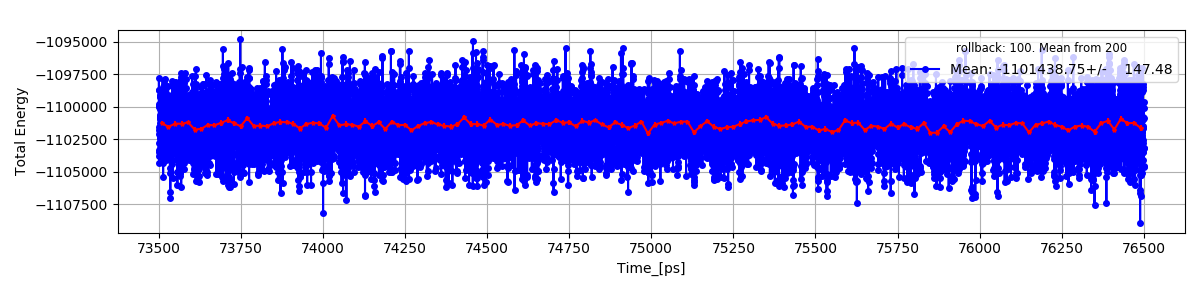 rollback: 100. Mean from 200
Mean: -1101438.75+/-    147.48
Total Energy
−1095000
−1097500
−1100000
−1102500
−1105000
−1107500
73500 73750 74000 74250 74500 74750 75000 75250 75500 75750 76000 76250 76500
Time_[ps]